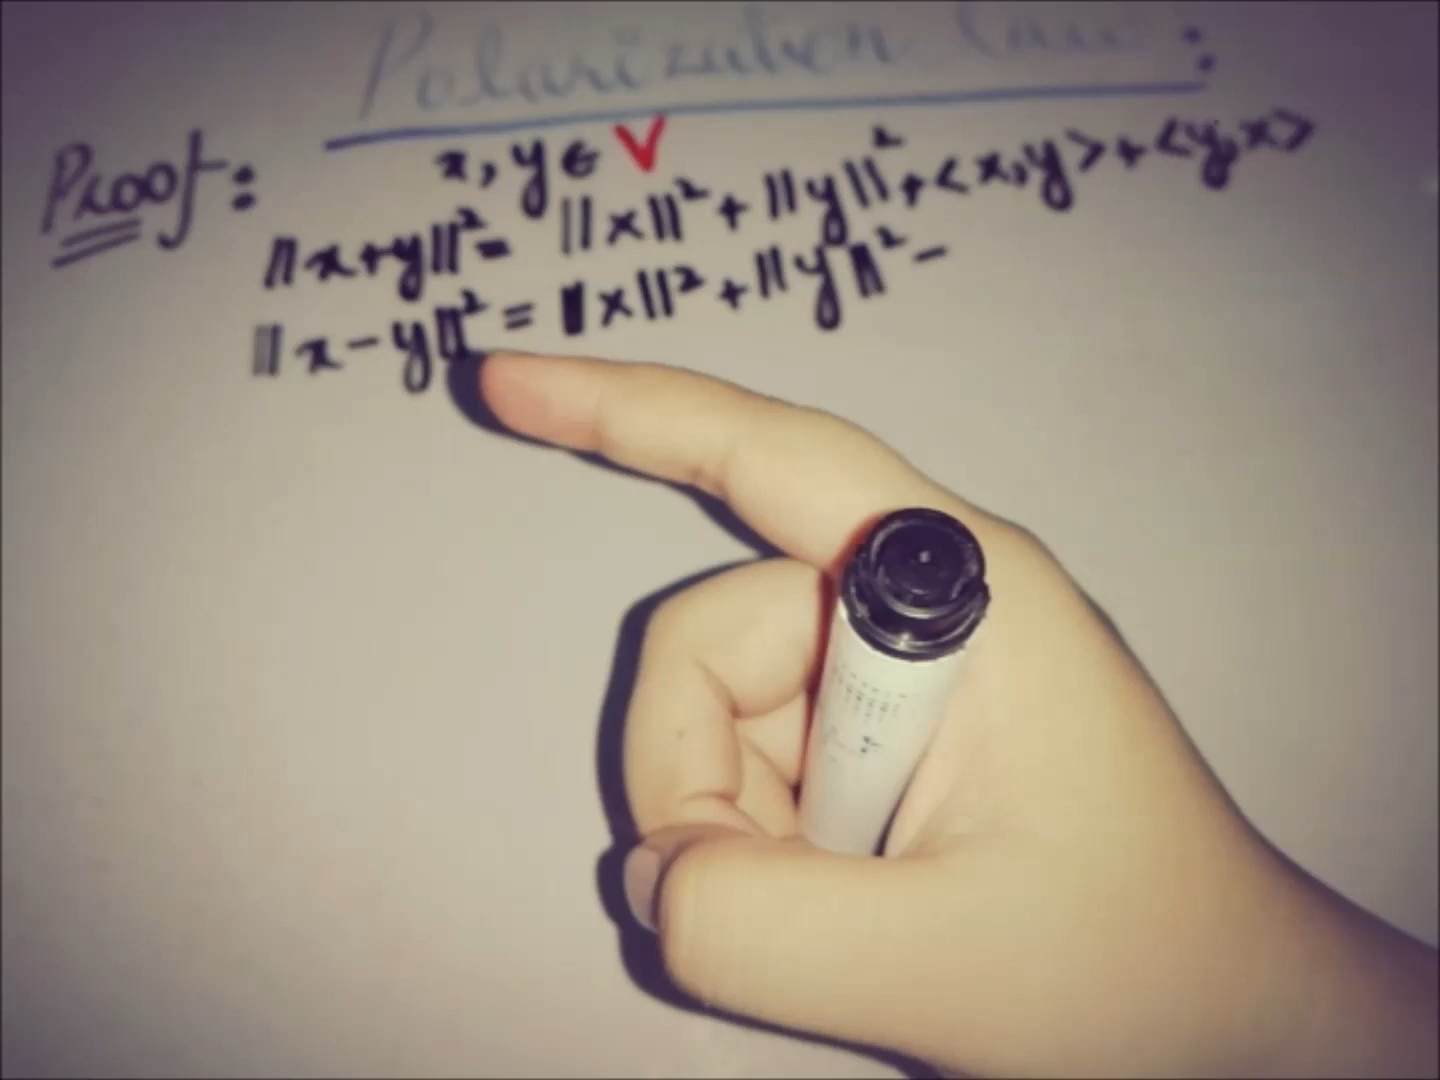 Polarization Law:
Proof:
x, y ∈ V
||x+y||² = ||x||² + ||y||² + <x,y> + <y,x>
||x-y||² = ||x||² + ||y||² -